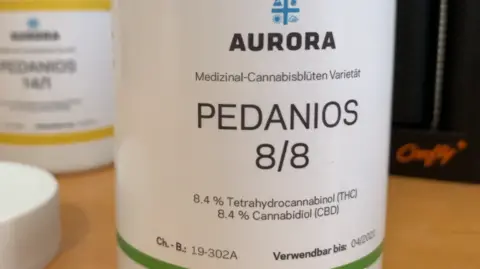 AURORA
Medizinal-Cannabisblüten Varietät
PEDANIOS
8/8
8.4 % Tetrahydrocannabinol (THC)
8.4 % Cannabidiol (CBD)
Ch. - B.: 19-302A
Verwendbar bis:
AURORA
PEDANIOS
14/1
Crafty+